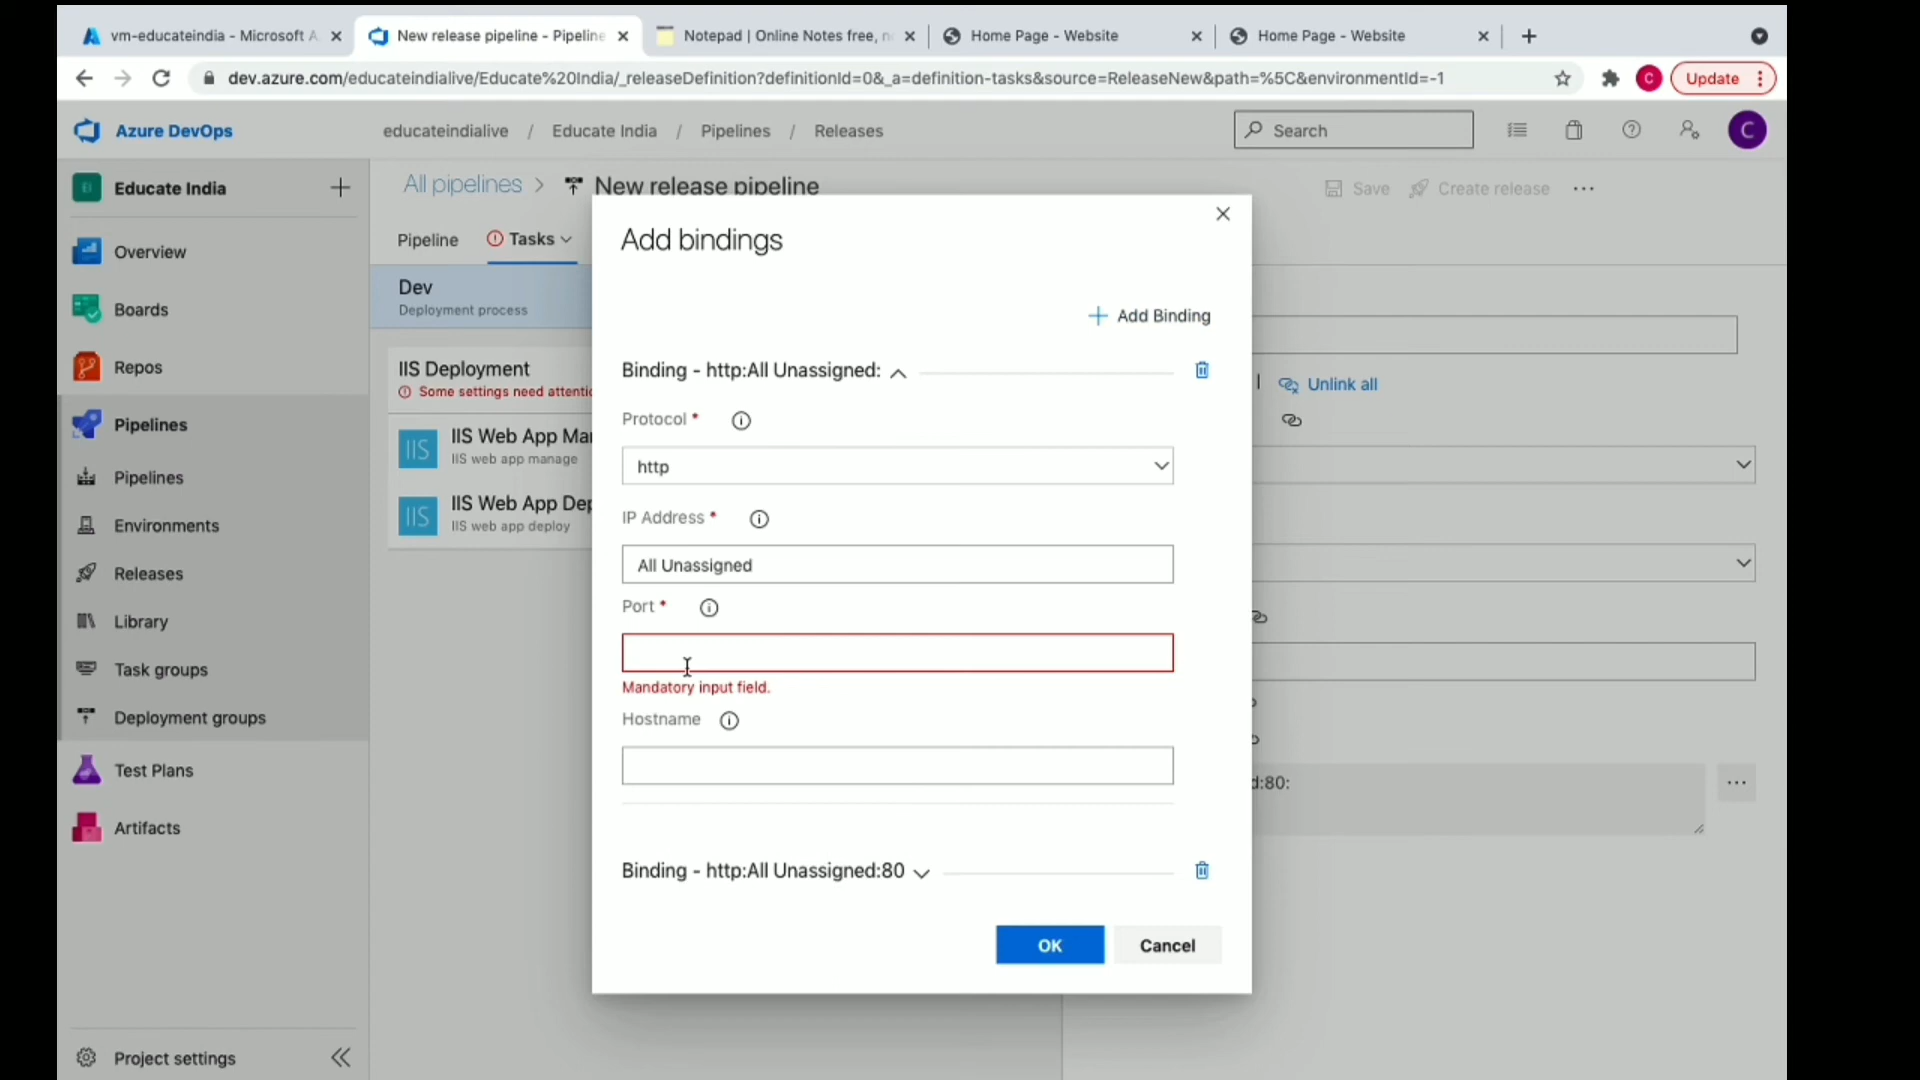 vm-educateindia - Microsoft A
New release pipeline - Pipeline
Notepad | Online Notes free, n
Home Page - Website
Home Page - Website
dev.azure.com/educateindialive/Educate%20India/_releaseDefinition?definitionId=0&_a=definition-tasks&source=ReleaseNew&path=%5C&environmentId=-1
C
Update
Azure DevOps
educateindialive / Educate India / Pipelines / Releases
Search
C
EI
Educate India
All pipelines > New release pipeline
Save
Create release
Pipeline
Tasks
Overview
Boards
Repos
Pipelines
Pipelines
Environments
Releases
Library
Task groups
Deployment groups
Test Plans
Artifacts
Project settings
Dev
Deployment process
IIS Deployment
Some settings need attentio
IIS
IIS Web App Man
IIS web app manage
IIS
IIS Web App Dep
IIS web app deploy
Add bindings
Add Binding
Binding - http:All Unassigned:
Protocol *
http
IP Address *
All Unassigned
Port *
Mandatory input field.
Hostname
Binding - http:All Unassigned:80
OK
Cancel
Unlink all
d:80: